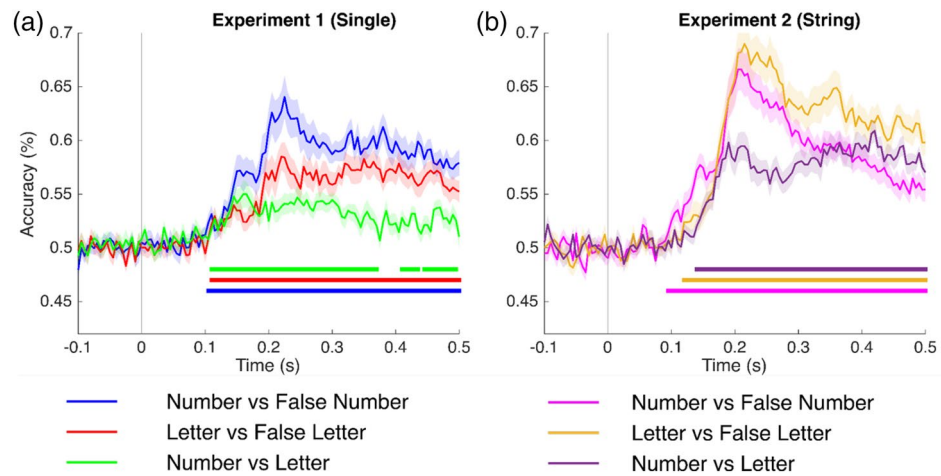 (a)
Experiment 1 (Single)
0.7
0.65
0.6
0.55
0.5
0.45
Accuracy (%)
-0.1 0 0.1 0.2 0.3 0.4 0.5
Time (s)
Number vs False Number
Letter vs False Letter
Number vs Letter
(b)
Experiment 2 (String)
0.7
0.65
0.6
0.55
0.5
0.45
-0.1 0 0.1 0.2 0.3 0.4 0.5
Time (s)
Number vs False Number
Letter vs False Letter
Number vs Letter